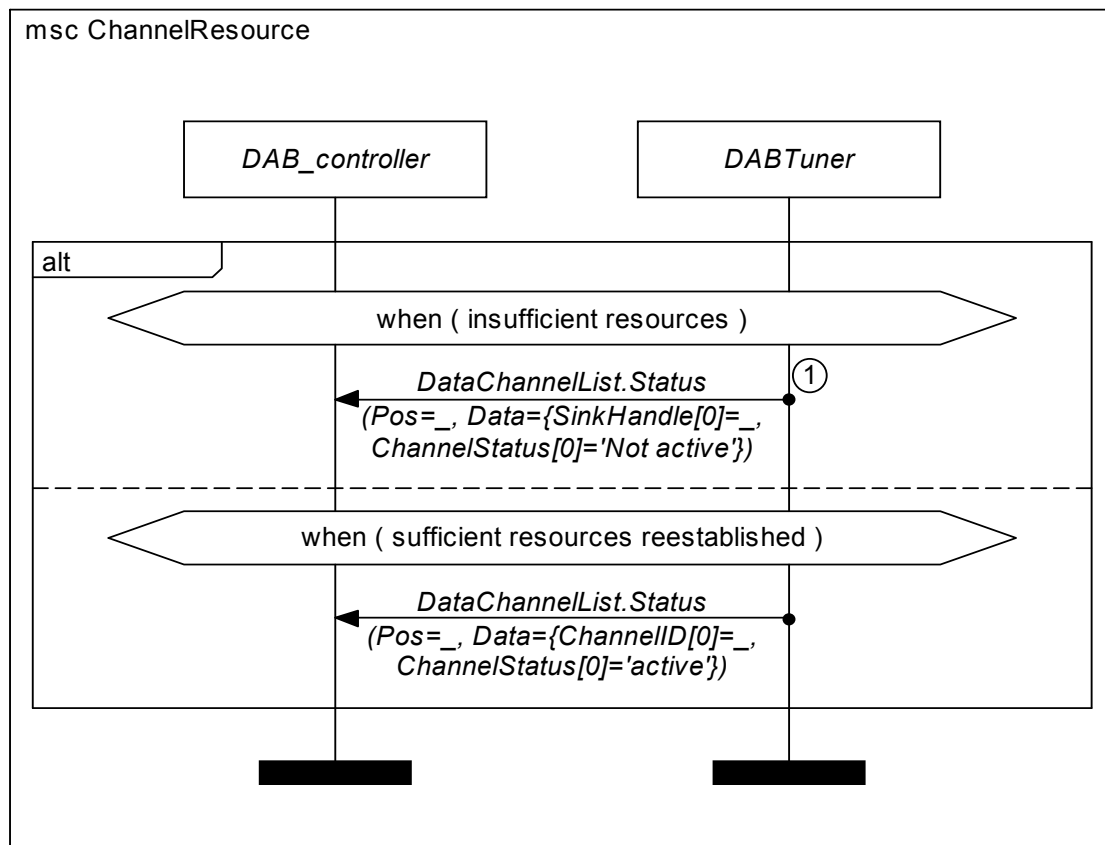 msc ChannelResource
DAB_controller
DABTuner
alt
when ( insufficient resources )
1
DataChannelList.Status
(Pos=_, Data={SinkHandle[0]=_,
ChannelStatus[0]='Not active'})
when ( sufficient resources reestablished )
DataChannelList.Status
(Pos=_, Data={ChannelID[0]=_,
ChannelStatus[0]='active'})